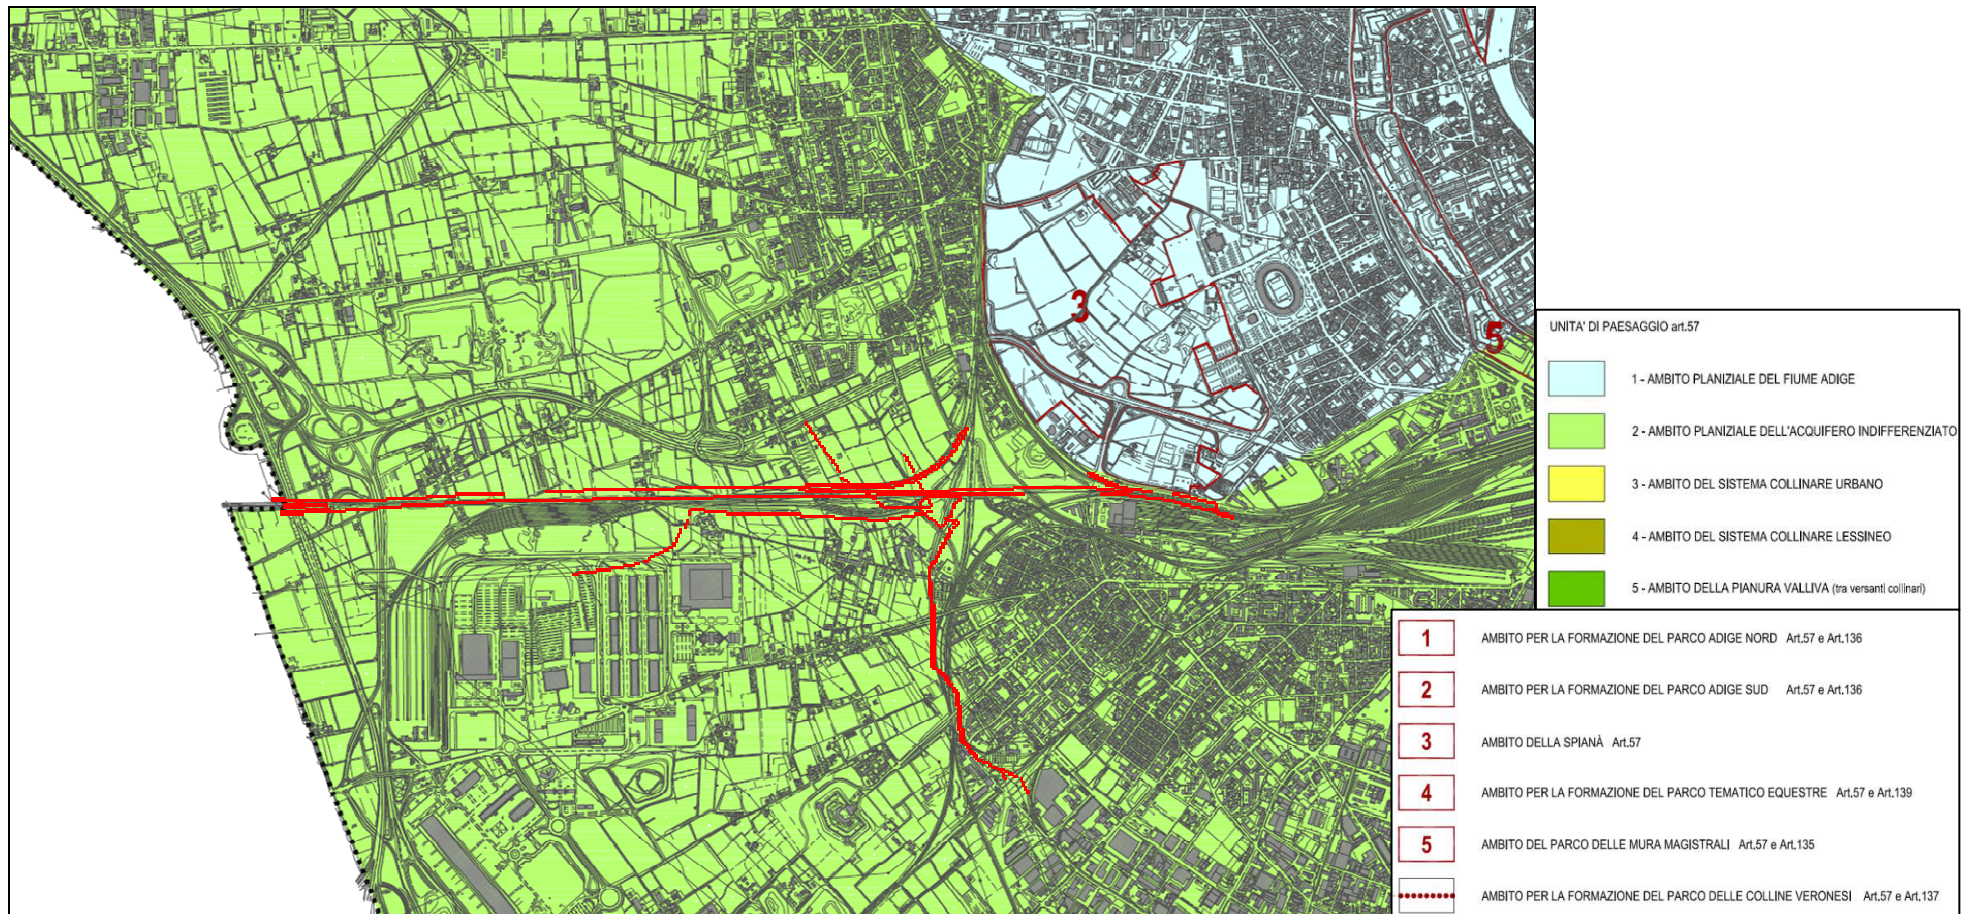 3
5
UNITA' DI PAESAGGIO art.57
1 - AMBITO PLANIZIALE DEL FIUME ADIGE
2 - AMBITO PLANIZIALE DELL'ACQUIFERO INDIFFERENZIATO
3 - AMBITO DEL SISTEMA COLLINARE URBANO
4 - AMBITO DEL SISTEMA COLLINARE LESSINEO
5 - AMBITO DELLA PIANURA VALLIVA (tra versanti collinari)
1 AMBITO PER LA FORMAZIONE DEL PARCO ADIGE NORD Art.57 e Art.136
2 AMBITO PER LA FORMAZIONE DEL PARCO ADIGE SUD Art.57 e Art.136
3 AMBITO DELLA SPIANÀ Art.57
4 AMBITO PER LA FORMAZIONE DEL PARCO TEMATICO EQUESTRE Art.57 e Art.139
5 AMBITO DEL PARCO DELLE MURA MAGISTRALI Art.57 e Art.135
AMBITO PER LA FORMAZIONE DEL PARCO DELLE COLLINE VERONESI Art.57 e Art.137